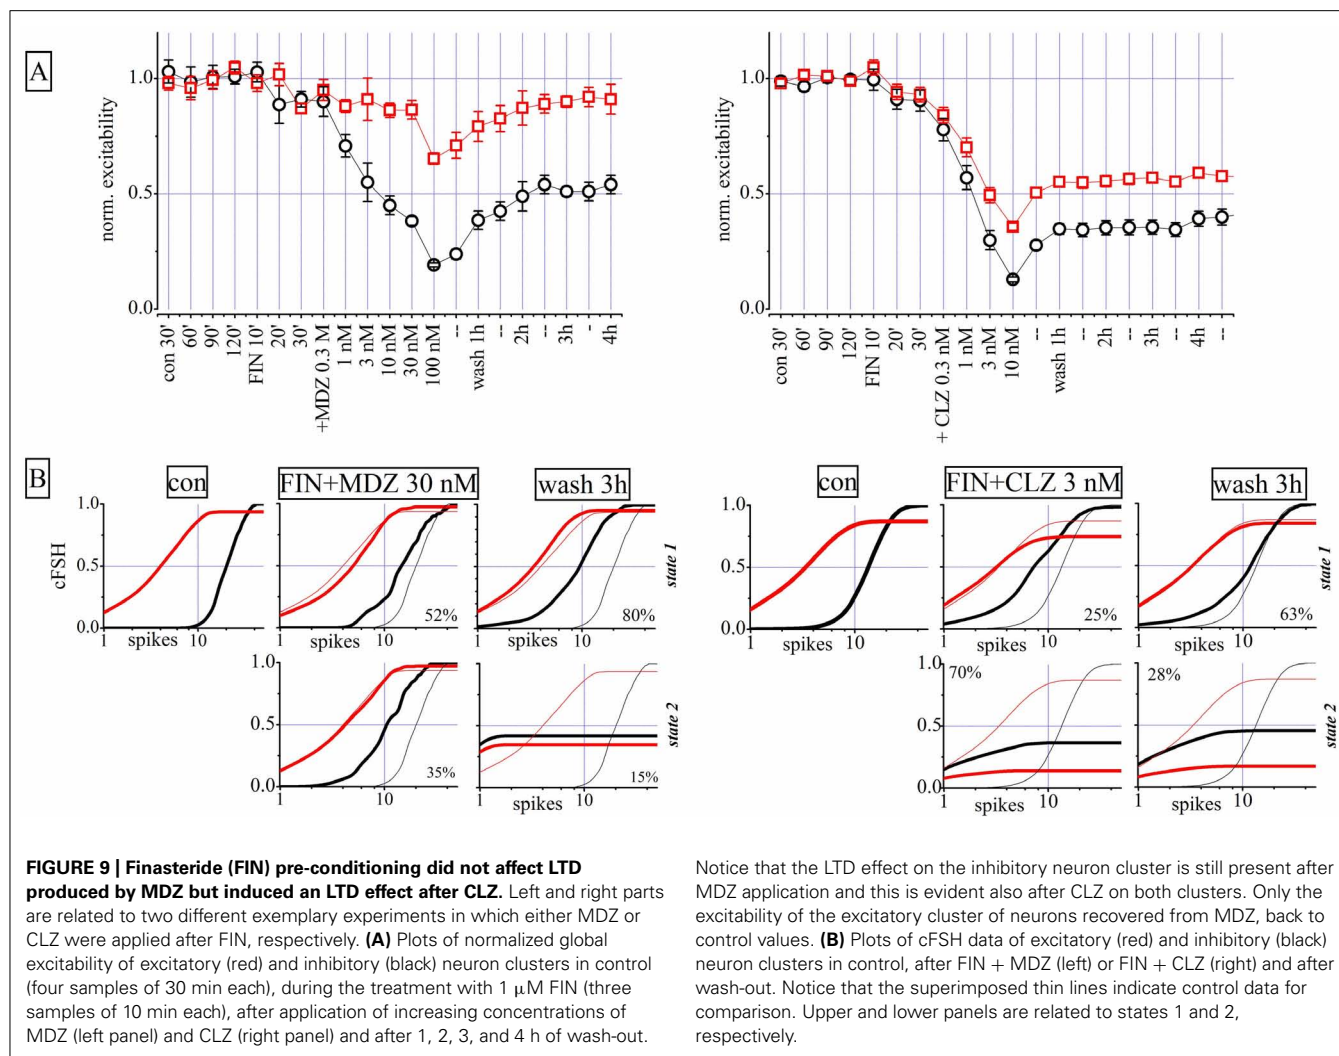 A
norm. excitability
1.0
0.5
0.0
con 30'
60'
90'
120'
FIN 10'
20'
30'
+MDZ 0.3 M
1 nM
3 nM
10 nM
30 nM
100 nM
--
wash 1h
--
2h
--
3h
-
4h
norm. excitability
1.0
0.5
0.0
con 30'
60'
90'
120'
FIN 10'
20'
30'
+ CLZ 0.3 nM
1 nM
3 nM
10 nM
--
wash 1h
--
2h
--
3h
--
4h
--
B
con
FIN+MDZ 30 nM
wash 3h
con
FIN+CLZ 3 nM
wash 3h
cFSH
1.0
0.5
0.0
1 spikes 10
52%
1 spikes 10
80%
1 spikes 10
state 1
1.0
0.5
0.0
1 spikes 10
25%
1 spikes 10
63%
1 spikes 10
state 1
1.0
0.5
0.0
35%
1 spikes 10
15%
1 spikes 10
state 2
1.0
0.5
0.0
70%
1 spikes 10
28%
1 spikes 10
state 2
FIGURE 9 | Finasteride (FIN) pre-conditioning did not affect LTD
produced by MDZ but induced an LTD effect after CLZ. Left and right parts
are related to two different exemplary experiments in which either MDZ or
CLZ were applied after FIN, respectively. (A) Plots of normalized global
excitability of excitatory (red) and inhibitory (black) neuron clusters in control
(four samples of 30 min each), during the treatment with 1 μM FIN (three
samples of 10 min each), after application of increasing concentrations of
MDZ (left panel) and CLZ (right panel) and after 1, 2, 3, and 4 h of wash-out.
Notice that the LTD effect on the inhibitory neuron cluster is still present after
MDZ application and this is evident also after CLZ on both clusters. Only the
excitability of the excitatory cluster of neurons recovered from MDZ, back to
control values. (B) Plots of cFSH data of excitatory (red) and inhibitory (black)
neuron clusters in control, after FIN + MDZ (left) or FIN + CLZ (right) and after
wash-out. Notice that the superimposed thin lines indicate control data for
comparison. Upper and lower panels are related to states 1 and 2,
respectively.